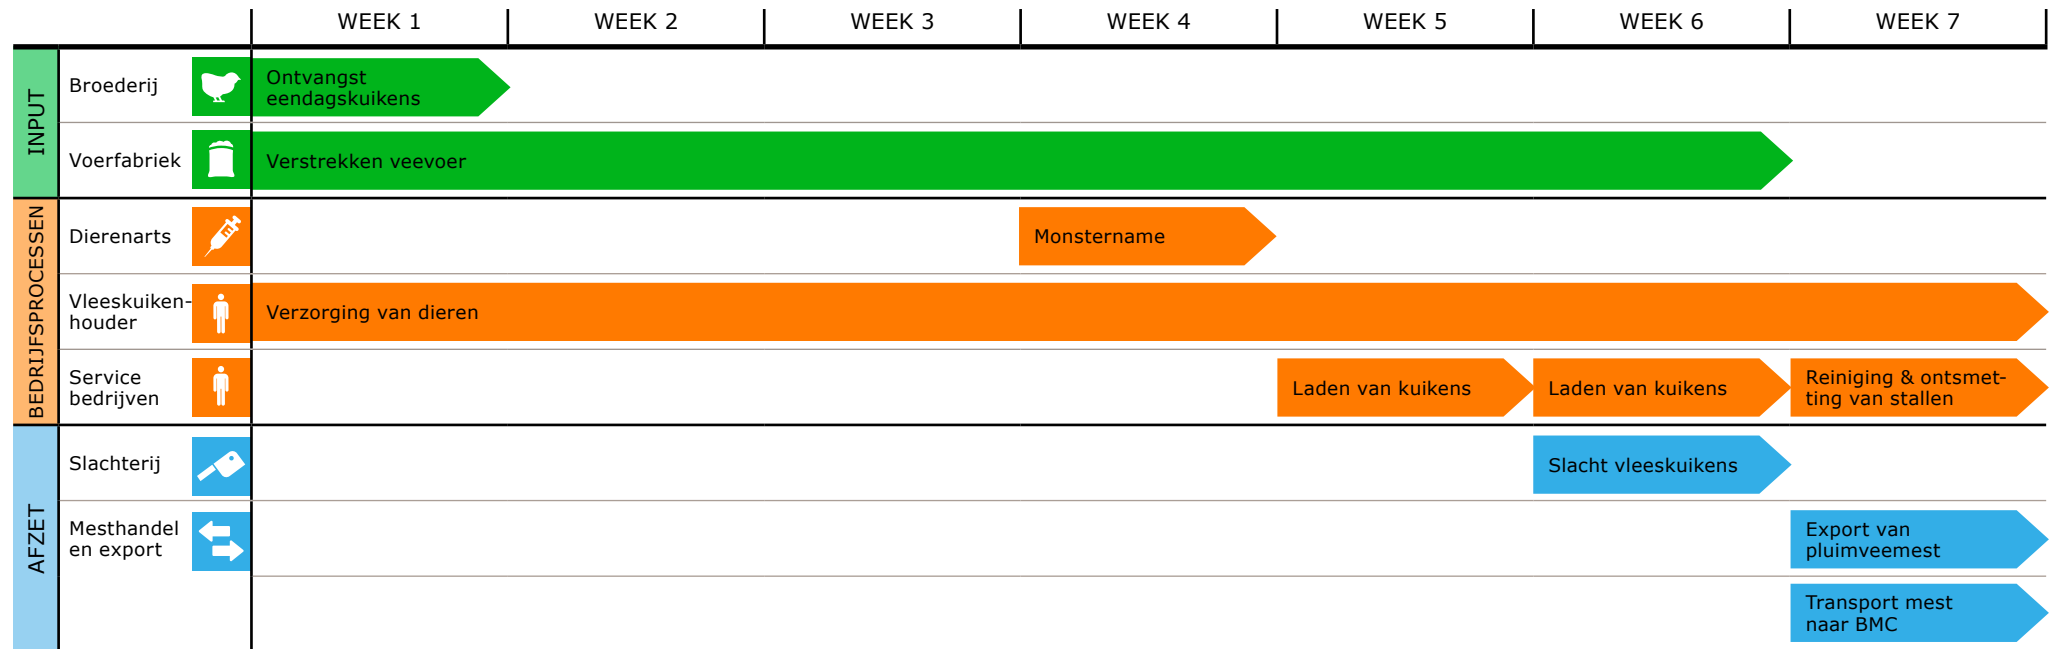 WEEK 1
WEEK 2
WEEK 3
WEEK 4
WEEK 5
WEEK 6
WEEK 7
INPUT
Broederij
Ontvangst
eendagskuikens
Voerfabriek
Verstrekken veevoer
BEDRIJFSPROCESSEN
Dierenarts
Monstername
Vleeskuiken-
houder
Verzorging van dieren
Service
bedrijven
Laden van kuikens
Laden van kuikens
Reiniging & ontsmet-
ting van stallen
AFZET
Slachterij
Slacht vleeskuikens
Mesthandel
en export
Export van
pluimveemest
Transport mest
naar BMC